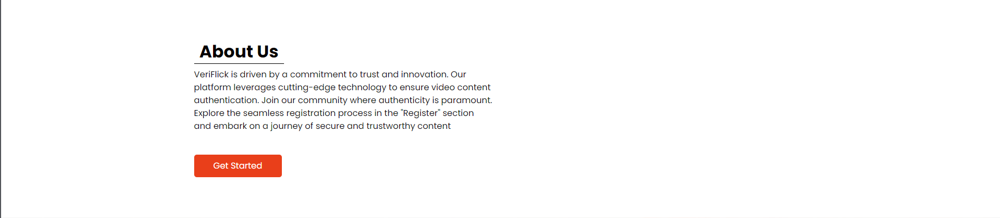 About Us
VeriFlick is driven by a commitment to trust and innovation. Our
platform leverages cutting-edge technology to ensure video content
authentication. Join our community where authenticity is paramount.
Explore the seamless registration process in the "Register" section
and embark on a journey of secure and trustworthy content
Get Started